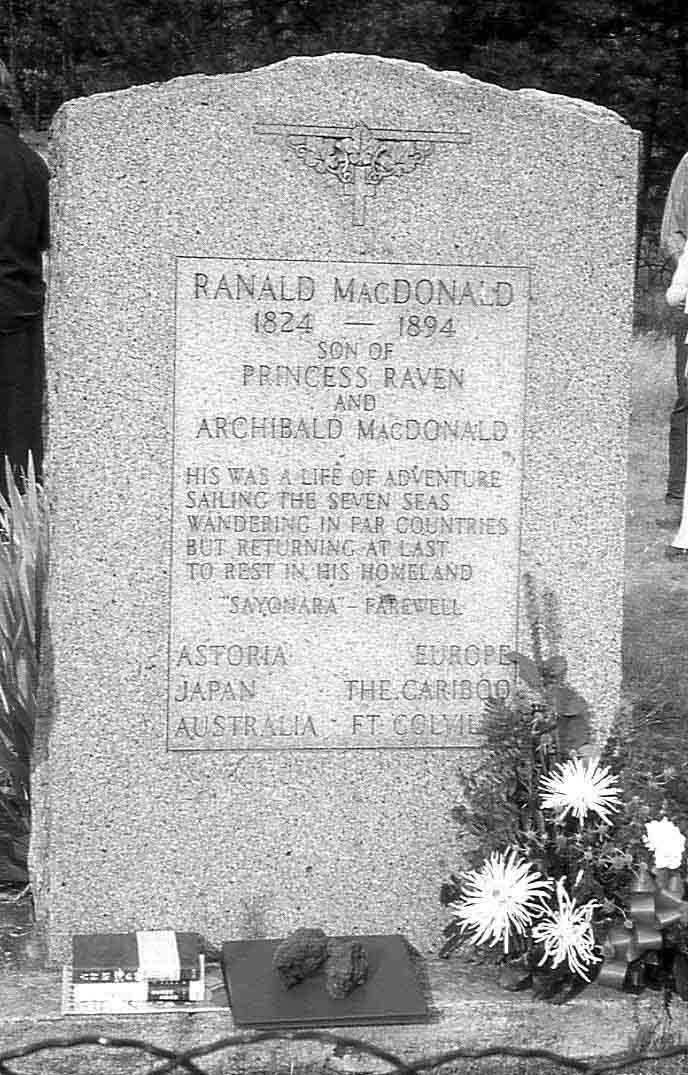 RANALD MACDONALD
1824 — 1894
SON OF
PRINCESS RAVEN
AND
ARCHIBALD MACDONALD
HIS WAS A LIFE OF ADVENTURE
SAILING THE SEVEN SEAS
WANDERING IN FAR COUNTRIES
BUT RETURNING AT LAST
TO REST IN HIS HOMELAND
"SAYONARA" - FAREWELL
ASTORIA EUROPE
JAPAN THE CARIBOO
AUSTRALIA FT COLVIL